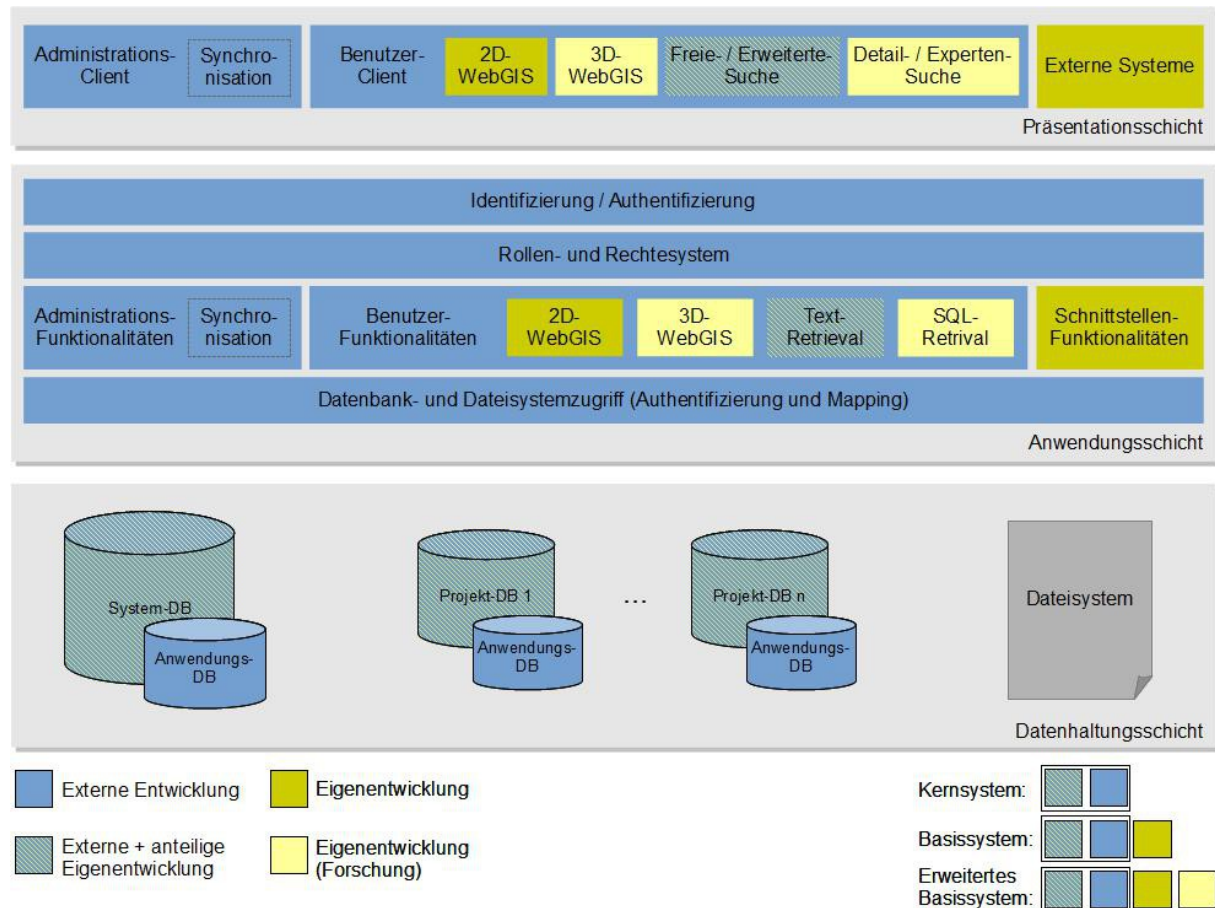 Administrations-
Client
Synchro-
nisation
Benutzer-
Client
2D-
WebGIS
3D-
WebGIS
Freie- / Erweiterte-
Suche
Detail- / Experten-
Suche
Externe Systeme
Präsentationsschicht
Identifizierung / Authentifizierung
Rollen- und Rechtesystem
Administrations-
Funktionalitäten
Synchro-
nisation
Benutzer-
Funktionalitäten
2D-
WebGIS
3D-
WebGIS
Text-
Retrieval
SQL-
Retrival
Schnittstellen-
Funktionalitäten
Datenbank- und Dateisystemzugriff (Authentifizierung und Mapping)
Anwendungsschicht
System-DB
Anwendungs-
DB
Projekt-DB 1
Anwendungs-
DB
...
Projekt-DB n
Anwendungs-
DB
Dateisystem
Datenhaltungsschicht
Externe Entwicklung
Eigenentwicklung
Externe + anteilige
Eigenentwicklung
Eigenentwicklung
(Forschung)
Kernsystem:
Basissystem:
Erweitertes
Basissystem: